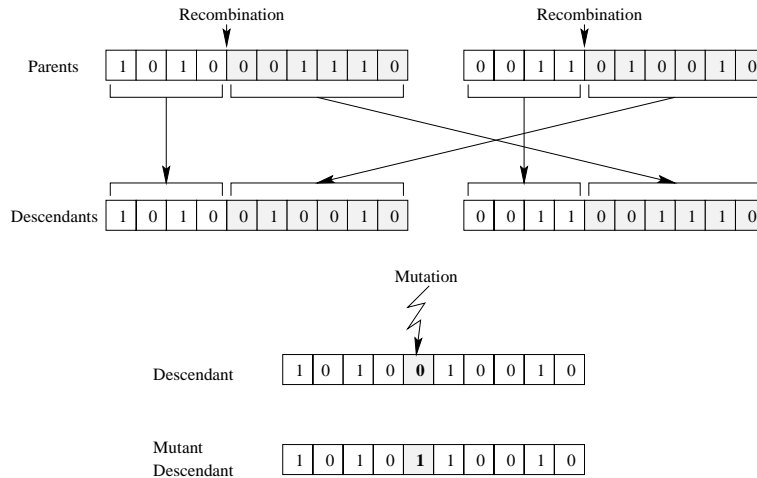 Recombination Recombination
Parents 1 0 1 0 0 0 1 1 1 0 0 0 1 1 0 1 0 0 1 0
Descendants 1 0 1 0 0 1 0 0 1 0 0 0 1 1 0 0 1 1 1 0
Mutation
Descendant 1 0 1 0 0 1 0 0 1 0
Mutant
Descendant 1 0 1 0 1 1 0 0 1 0